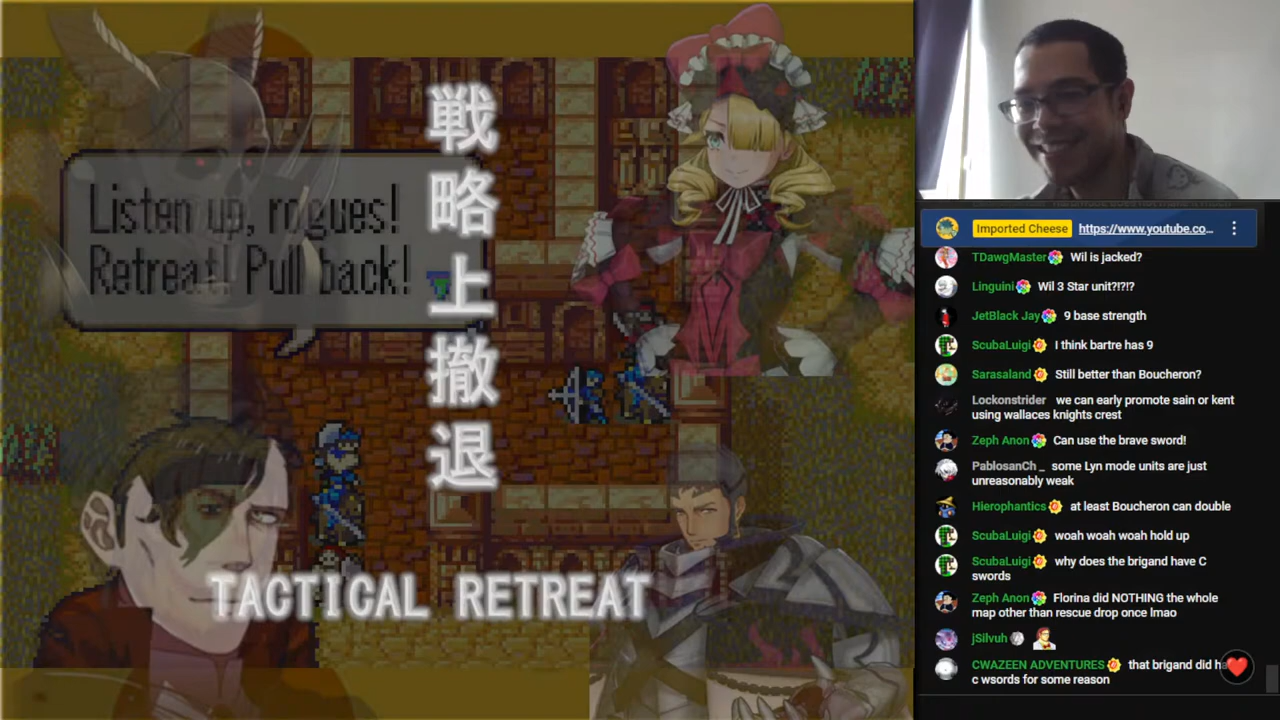 Listen up, rogues!
Retreat! Pull back!
戦略上撤退
TACTICAL RETREAT
Imported Cheese https://www.youtube.co...
TDawgMaster Wil is jacked?
Linguini Wil 3 Star unit?!?!?
JetBlack Jay 9 base strength
ScubaLuigi I think bartre has 9
Sarasaland Still better than Boucheron?
Lockonstrider we can early promote sain or kent
using wallaces knights crest
Zeph Anon Can use the brave sword!
PablosanCh _ some Lyn mode units are just
unreasonably weak
Hierophantics at least Boucheron can double
ScubaLuigi woah woah woah hold up
ScubaLuigi why does the brigand have C
swords
Zeph Anon Florina did NOTHING the whole
map other than rescue drop once lmao
jSilvuh
CWAZEEN ADVENTURES that brigand did ha
c wsords for some reason